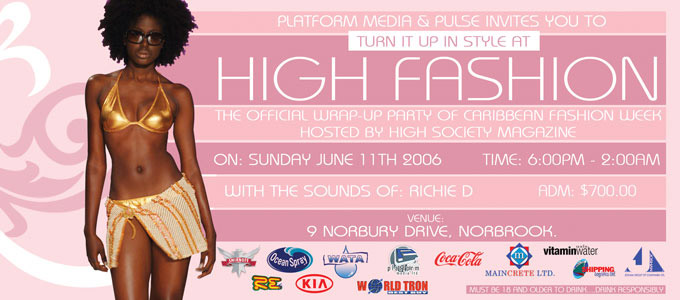 PLATFORM MEDIA & PULSE INVITES YOU TO
TURN IT UP IN STYLE AT
HIGH FASHION
THE OFFICIAL WRAP-UP PARTY OF CARIBBEAN FASHION WEEK
HOSTED BY HIGH SOCIETY MAGAZINE
ON: SUNDAY JUNE 11TH 2006 TIME: 6:00PM - 2:00AM
WITH THE SOUNDS OF: RICHIE D ADM: $700.00
VENUE:
9 NORBURY DRIVE, NORBROOK.
SMIRNOFF
Ocean Spray
WATA
Coca-Cola
MAINCRETE LTD.
vitaminwater
SHIPPING
RE
KIA
WORLD TRON
MUST BE 18 AND OLDER TO DRINK...DRINK RESPONSIBLY